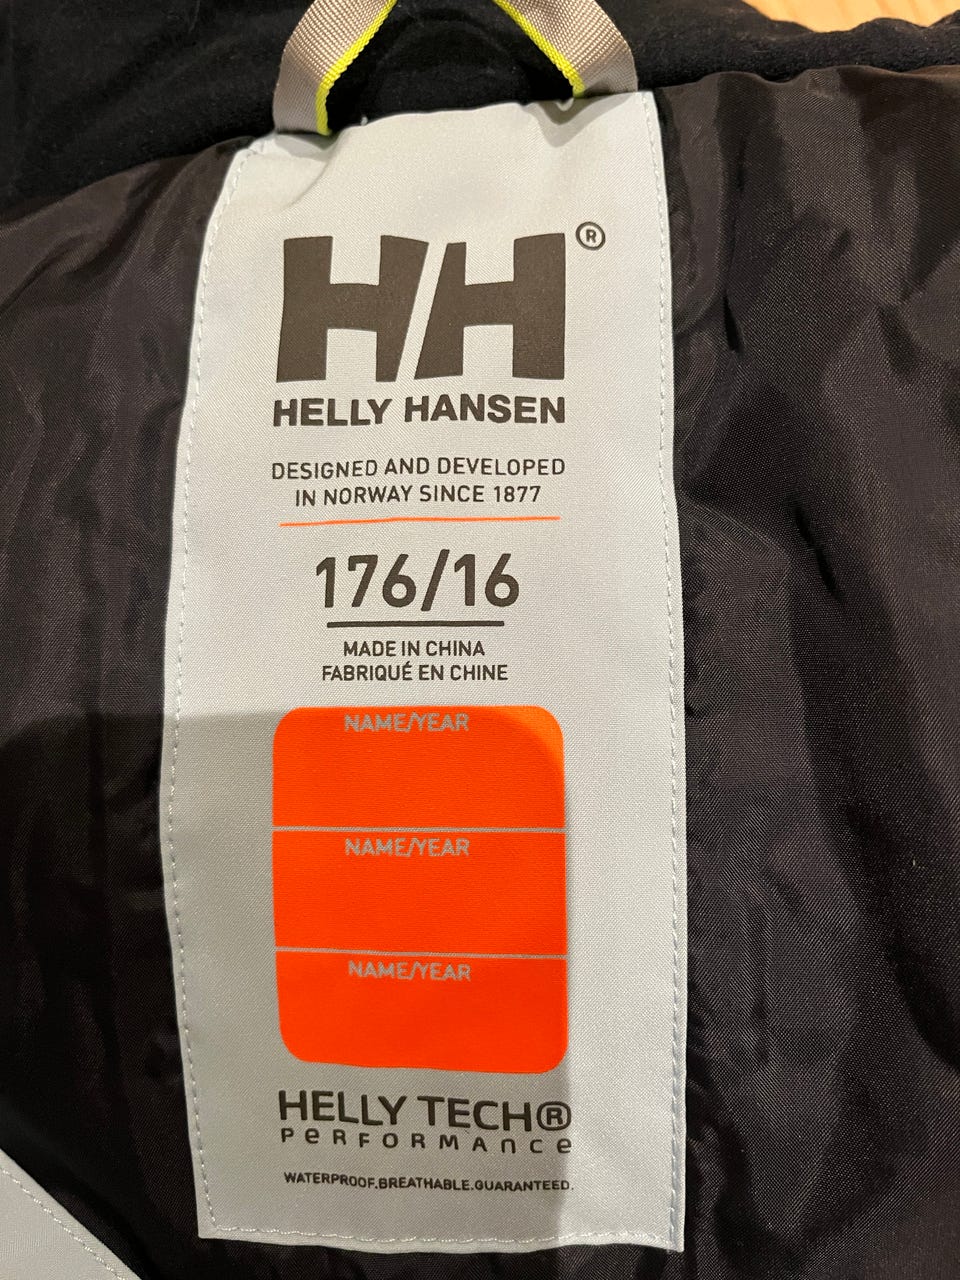 HH®
HELLY HANSEN
DESIGNED AND DEVELOPED
IN NORWAY SINCE 1877
176/16
MADE IN CHINA
FABRIQUÉ EN CHINE
NAME/YEAR
NAME/YEAR
NAME/YEAR
HELLY TECH®
PeRFORMAnce
WATERPROOF.BREATHABLE.GUARANTEED.